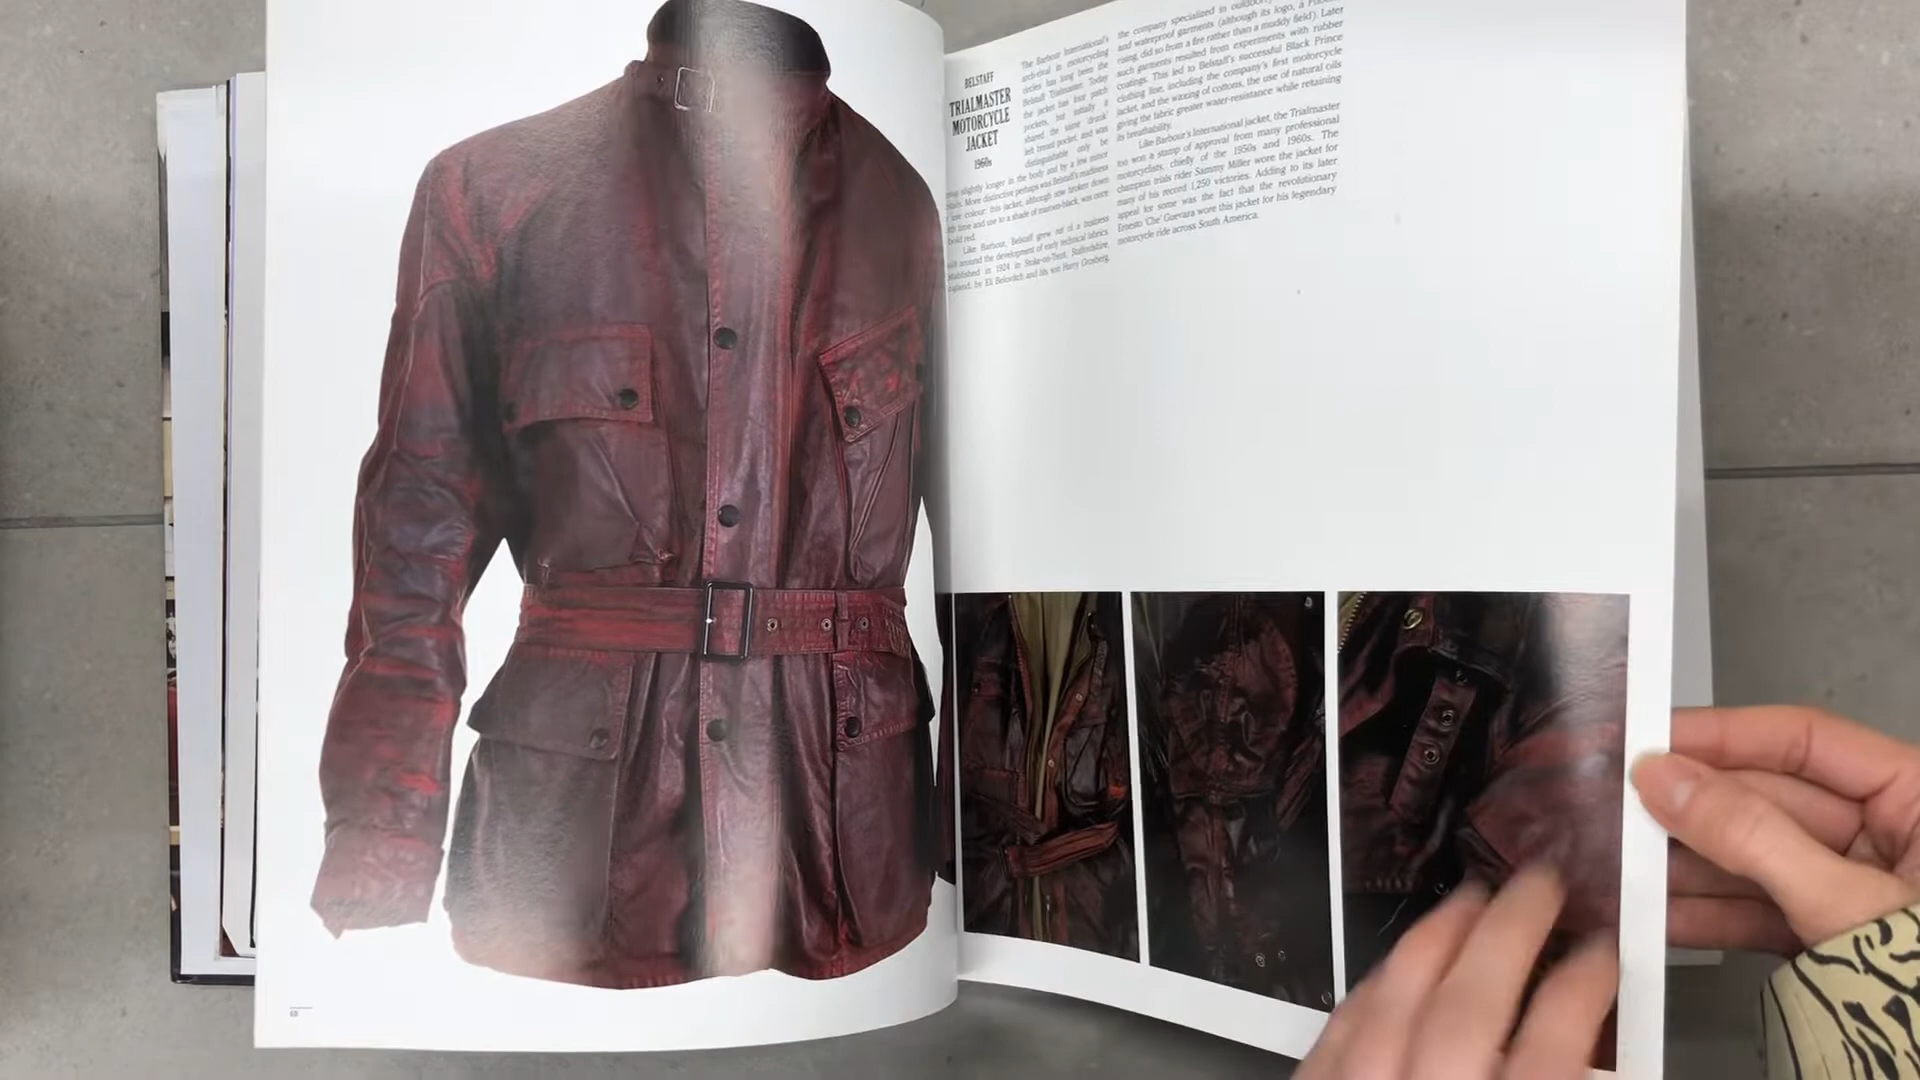 BELSTAFF
TRIALMASTER
MOTORCYCLE
JACKET
1960s
The Barbour International's
arch-rival in motorcycling
circles has long been the
Belstaff Trialmaster. Today
the jacket has four patch
pockets, but initially it
shared the same 'drunk'
left breast pocket and was
distinguishable only by
slightly longer in the body and by a few minor
More distinctive perhaps was Belstaff's readiness
colour: this jacket, although now broken down
time and use to a shade of maroon-black, was once
red.
Like Barbour, Belstaff grew out of a business
around the development of early technical fabrics
established in 1924 in Stoke-on-Trent, Staffordshire,
by Eli Belovitch and his son Harry Grosberg,
the company specialized in
and waterproof garments (although its logo, a
rising, did so from a fire rather than a muddy field). Later
such garments resulted from experiments with rubber
coatings. This led to Belstaff's successful Black Prince
clothing line, including the company's first motorcycle
jacket, and the waxing of cottons, the use of natural oils
giving the fabric greater water-resistance while retaining
its breathability.
Like Barbour's International jacket, the Trialmaster
too won a stamp of approval from many professional
motorcyclists, chiefly of the 1950s and 1960s. The
champion trials rider Sammy Miller wore the jacket for
many of his record 1,250 victories. Adding to its later
appeal for some was the fact that the revolutionary
Ernesto 'Che' Guevara wore this jacket for his legendary
motorcycle ride across South America.